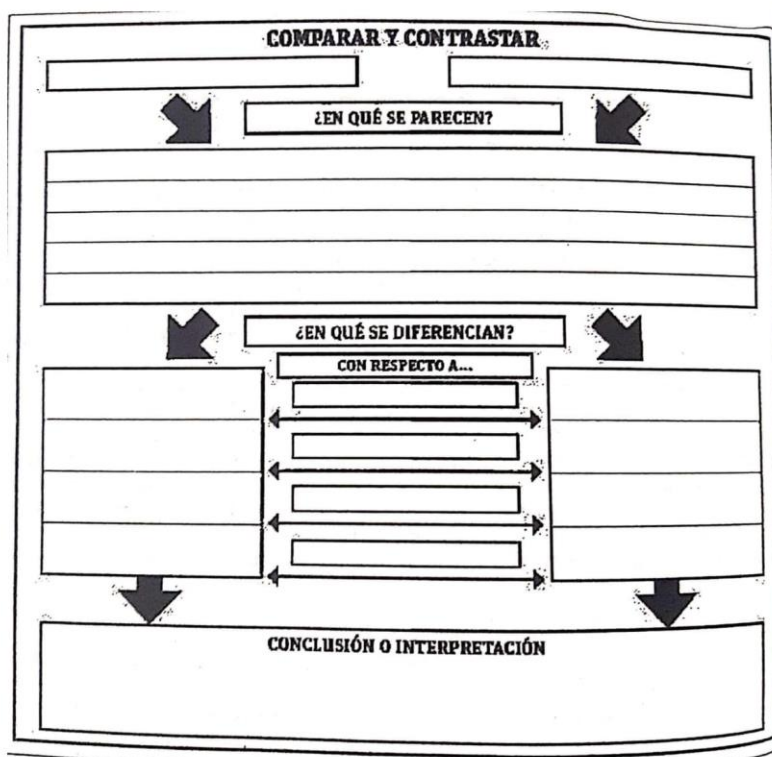 COMPARAR Y CONTRASTAR
¿EN QUÉ SE PARECEN?
¿EN QUÉ SE DIFERENCIAN?
CON RESPECTO A...
CONCLUSIÓN O INTERPRETACIÓN